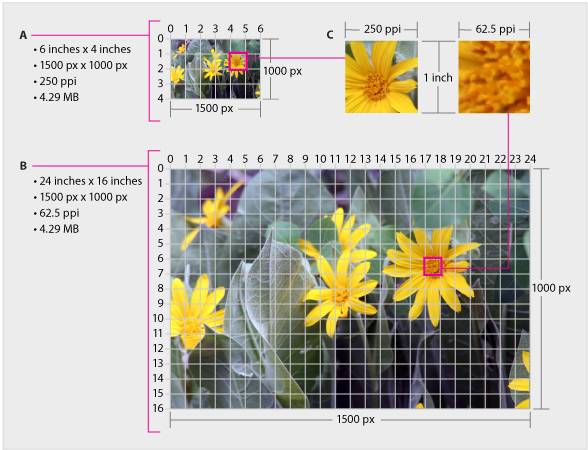 A
• 6 inches x 4 inches
• 1500 px x 1000 px
• 250 ppi
• 4.29 MB
0 1 2 3 4 5 6
0
1
2
3
4
1000 px
1500 px
C
250 ppi
62.5 ppi
1 inch
B
• 24 inches x 16 inches
• 1500 px x 1000 px
• 62.5 ppi
• 4.29 MB
0 1 2 3 4 5 6 7 8 9 10 11 12 13 14 15 16 17 18 19 20 21 22 23 24
0
1
2
3
4
5
6
7
8
9
10
11
12
13
14
15
16
1000 px
1500 px